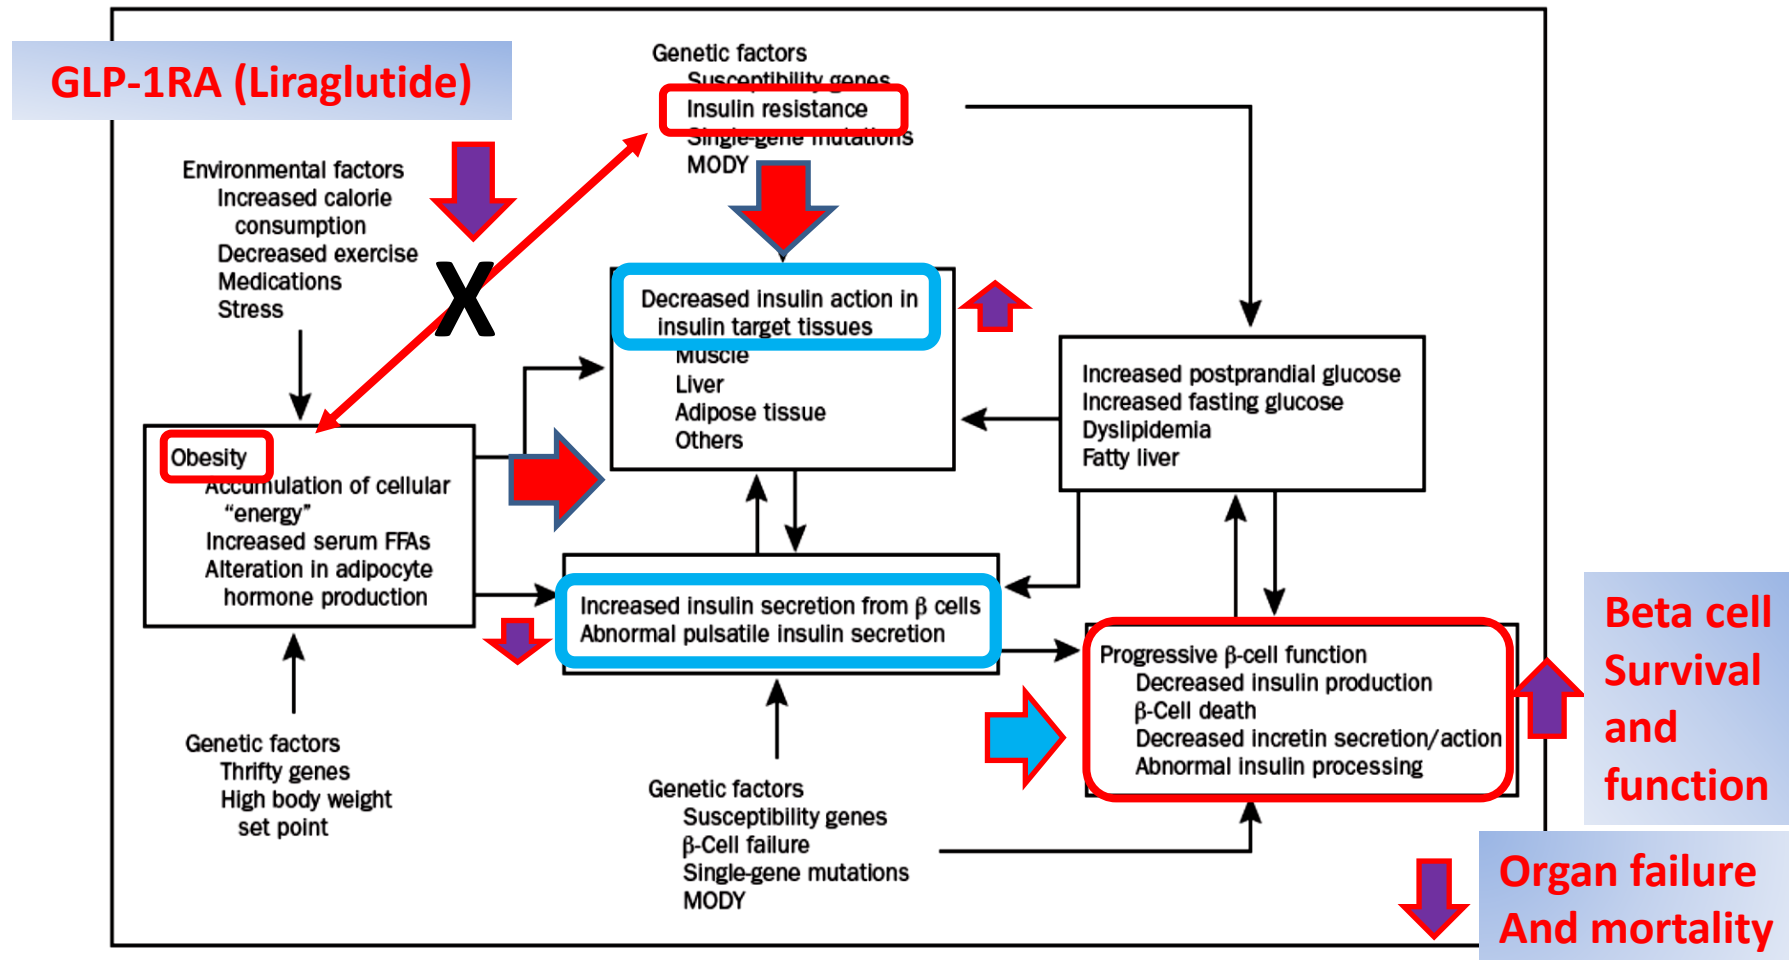 GLP-1RA (Liraglutide)
Genetic factors
Susceptibility genes
Insulin resistance
Single-gene mutations
MODY
Environmental factors
Increased calorie
consumption
Decreased exercise
Medications
Stress
X
Decreased insulin action in
insulin target tissues
Muscle
Liver
Adipose tissue
Others
Increased postprandial glucose
Increased fasting glucose
Dyslipidemia
Fatty liver
Obesity
Accumulation of cellular
“energy”
Increased serum FFAs
Alteration in adipocyte
hormone production
Increased insulin secretion from β cells
Abnormal pulsatile insulin secretion
Progressive β-cell function
Decreased insulin production
β-Cell death
Decreased incretin secretion/action
Abnormal insulin processing
Beta cell
Survival
and
function
Genetic factors
Thrifty genes
High body weight
set point
Genetic factors
Susceptibility genes
β-Cell failure
Single-gene mutations
MODY
Organ failure
And mortality